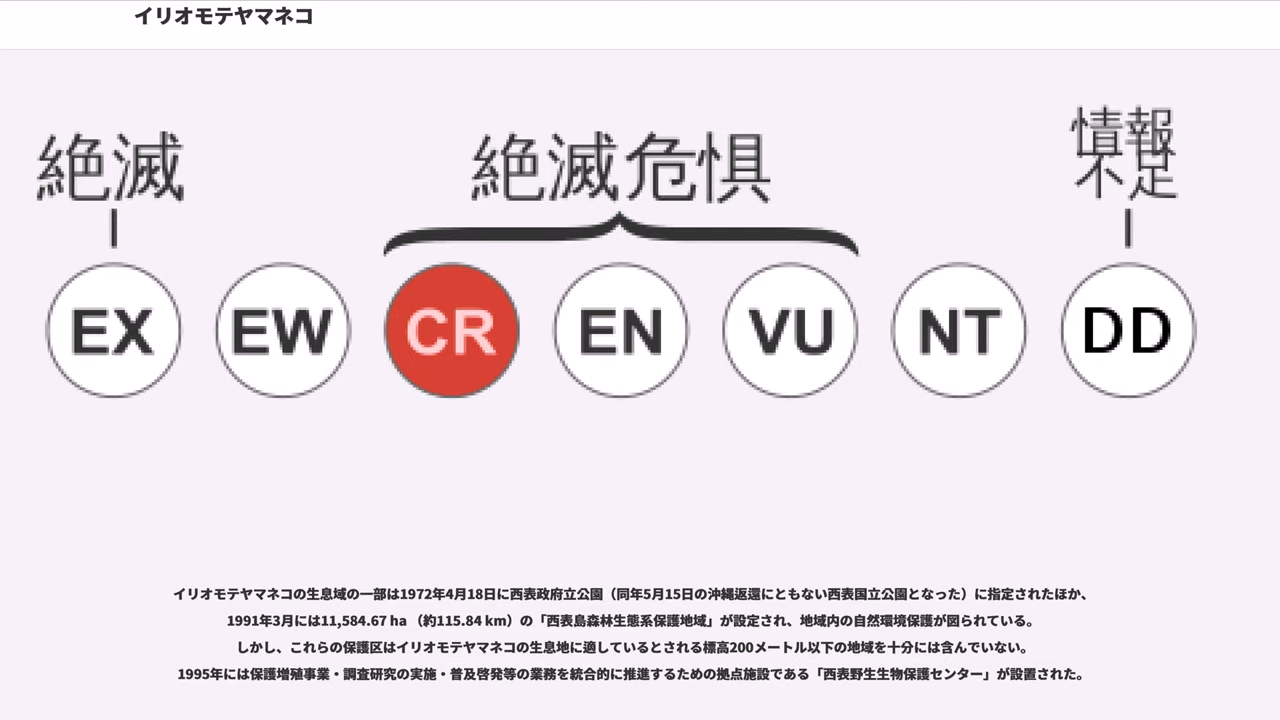 イリオモテヤマネコ
絶滅
絶滅危惧
情報
不足
EX EW CR EN VU NT DD
イリオモテヤマネコの生息域の一部は1972年4月18日に西表政府立公園（同年5月15日の沖縄返還にともない西表国立公園となった）に指定されたほか、
1991年3月には11,584.67 ha （約115.84 km）の「西表島森林生態系保護地域」が設定され、地域内の自然環境保護が図られている。
しかし、これらの保護区はイリオモテヤマネコの生息地に適しているとされる標高200メートル以下の地域を十分には含んでいない。
1995年には保護増殖事業・調査研究の実施・普及啓発等の業務を統合的に推進するための拠点施設である「西表野生生物保護センター」が設置された。